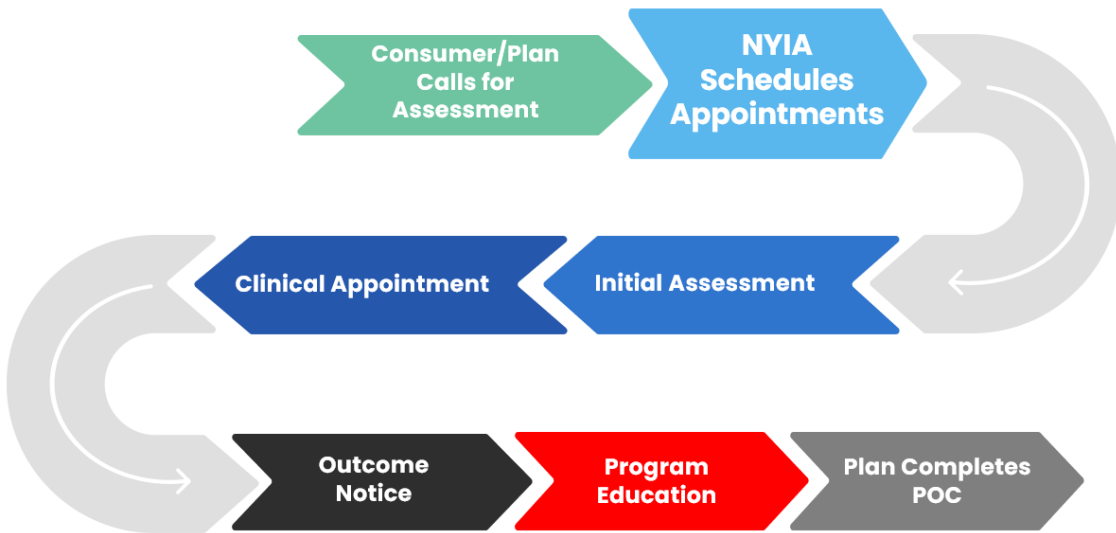 Consumer/Plan
Calls for
Assessment
NYIA
Schedules
Appointments
Initial Assessment
Clinical Appointment
Outcome
Notice
Program
Education
Plan Completes
POC